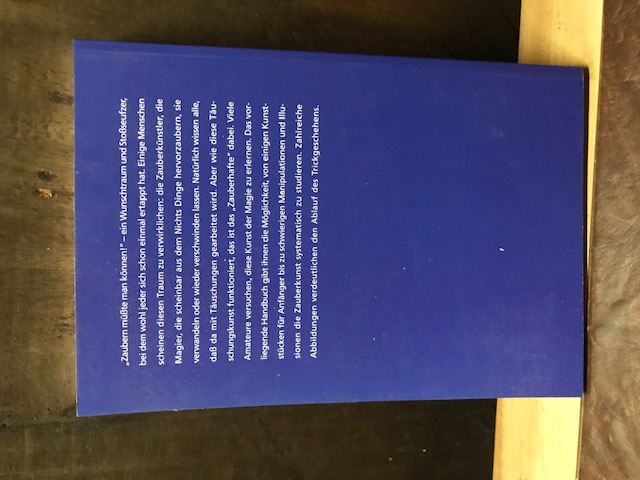 „Zaubern müßte man können!“ – ein Wunschtraum und Stoßseufzer,
bei dem wohl jeder sich schon einmal ertappt hat. Einige Menschen
scheinen diesen Traum zu verwirklichen: die Zauberkünstler, die
Magier, die scheinbar aus dem Nichts Dinge hervorzaubern, sie
verwandeln oder wieder verschwinden lassen. Natürlich wissen alle,
daß da mit Täuschungen gearbeitet wird. Aber wie diese Täu-
schungskunst funktioniert, das ist das „Zauberhafte“ dabei. Viele
Amateure versuchen, diese Kunst der Magie zu erlernen. Das vor-
liegende Handbuch gibt ihnen die Möglichkeit, von einigen Kunst-
stücken für Anfänger bis zu schwierigen Manipulationen und Illu-
sionen die Zauberkunst systematisch zu studieren. Zahlreiche
Abbildungen verdeutlichen den Ablauf des Trickgeschehens.